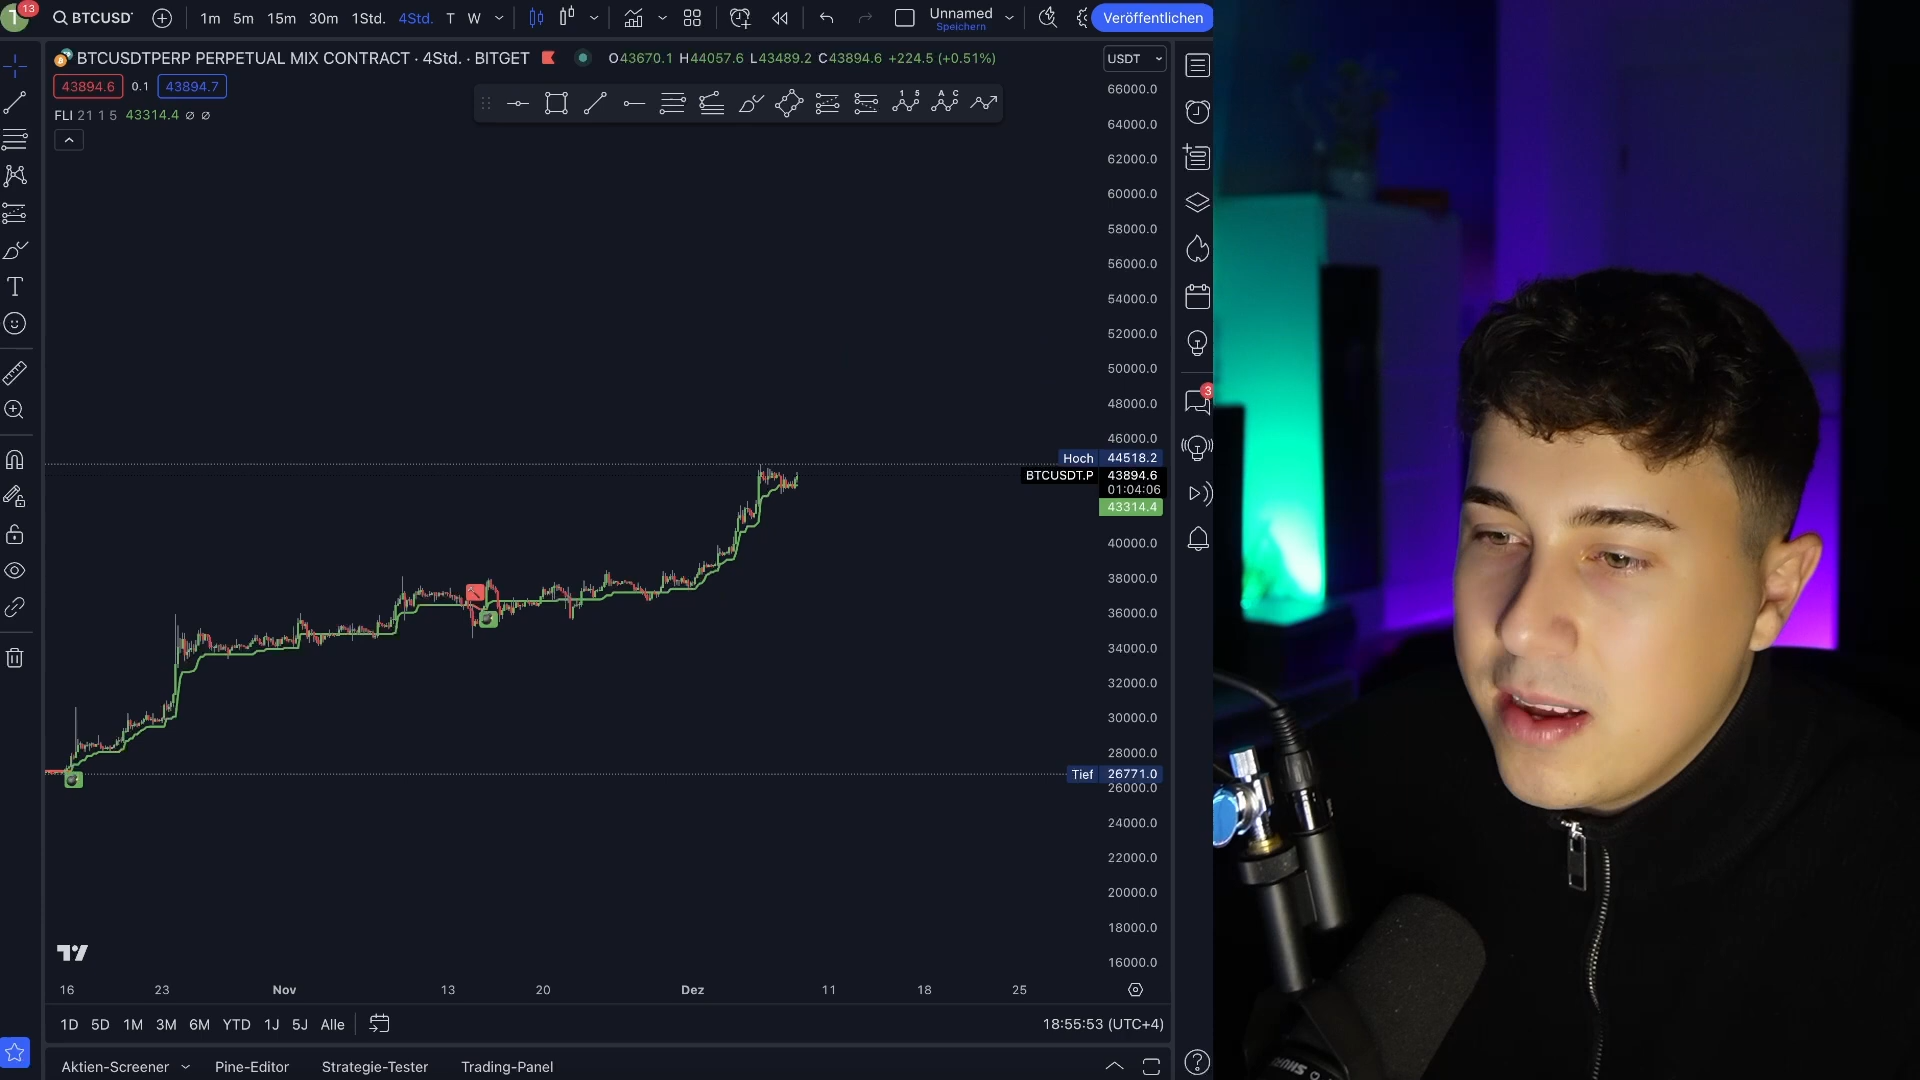 T
13
BTCUSD
1m 5m 15m 30m 1Std. 4Std. T W
Unnamed
Speichern
Veröffentlichen
BTCUSDTPERP PERPETUAL MIX CONTRACT · 4Std. · BITGET
O43670.1 H44057.6 L43489.2 C43894.6 +224.5 (+0.51%)
USDT
43894.6 0.1 43894.7
FLI 21 1 5 43314.4 ∅ ∅
1 5
A C
66000.0
64000.0
62000.0
60000.0
58000.0
56000.0
54000.0
52000.0
50000.0
48000.0
46000.0
Hoch 44518.2
BTCUSDT.P 43894.6
01:04:06
43314.4
40000.0
38000.0
36000.0
34000.0
32000.0
30000.0
28000.0
Tief 26771.0
26000.0
24000.0
22000.0
20000.0
18000.0
16000.0
3
16 23 Nov 13 20 Dez 11 18 25
1D 5D 1M 3M 6M YTD 1J 5J Alle
18:55:53 (UTC+4)
Aktien-Screener Pine-Editor Strategie-Tester Trading-Panel
SHURE